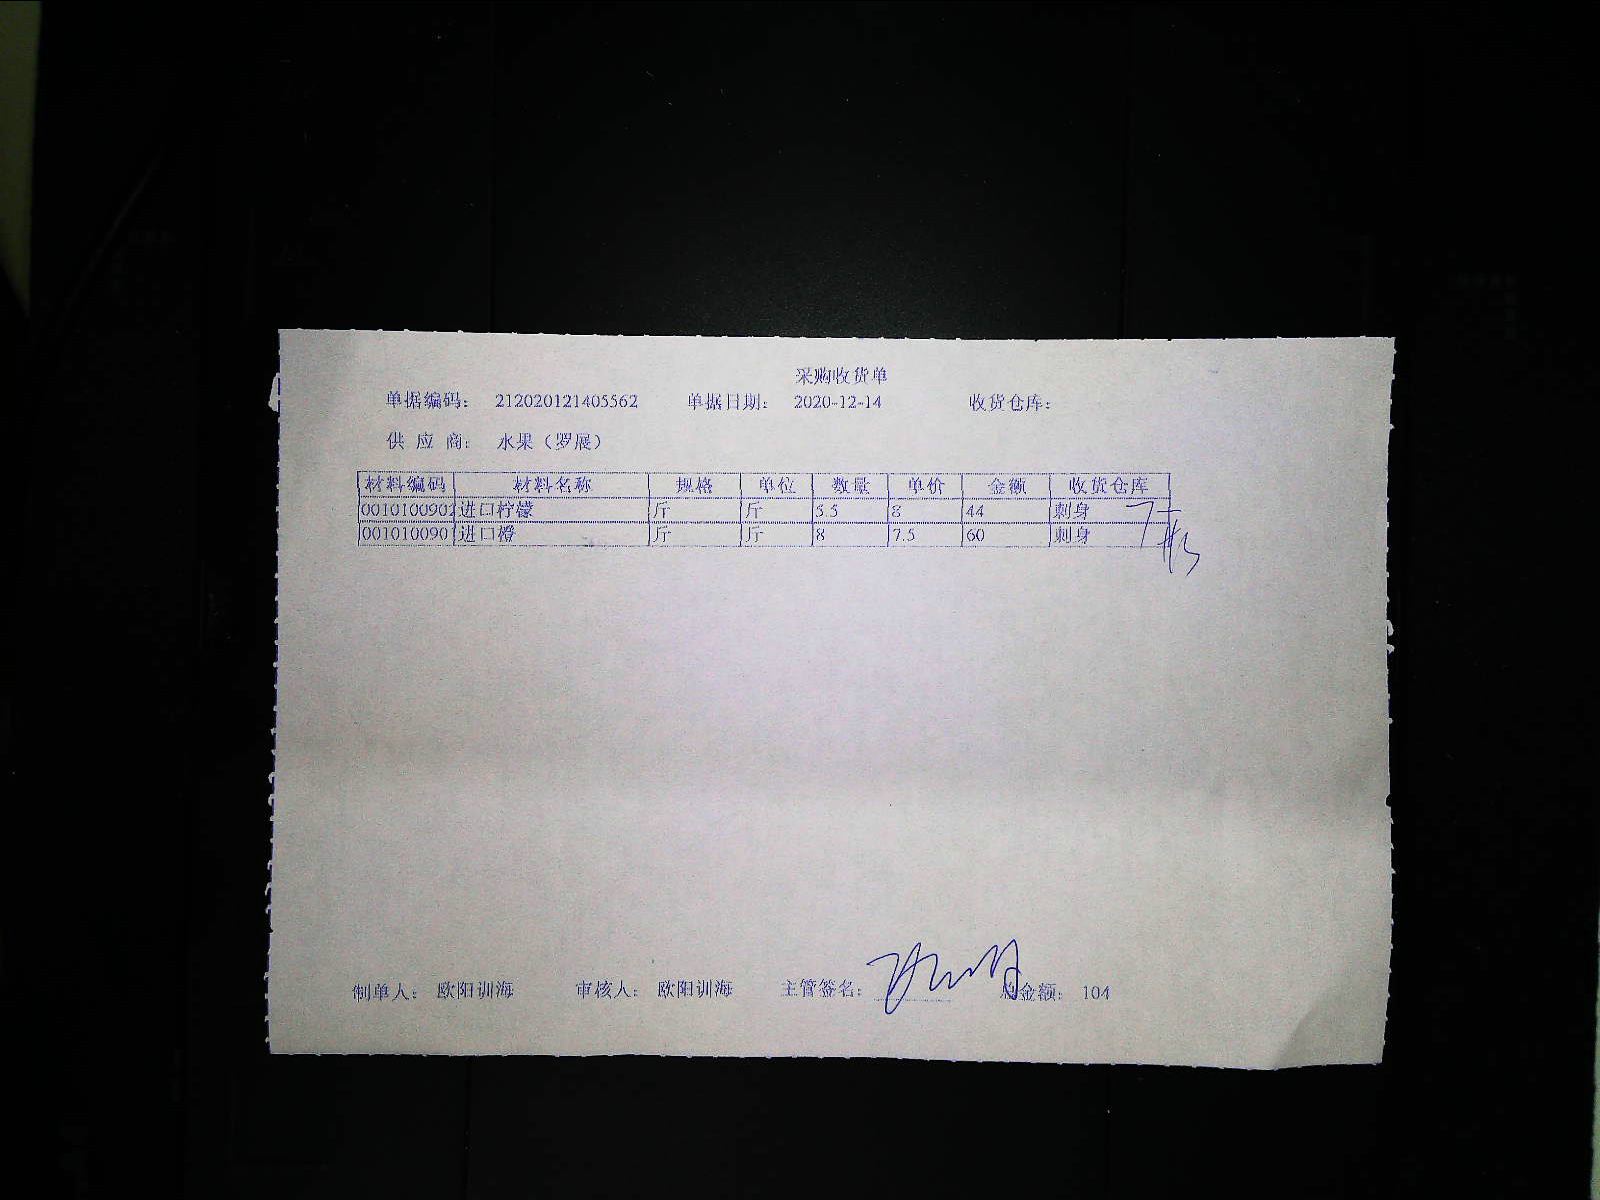 采购收货单
单据编码： 212020121405562 单据日期： 2020-12-14 收货仓库：
供 应 商： 水果（罗展）
材料编码 材料名称 规格 单位 数量 单价 金额 收货仓库
0010100902 进口柠檬 斤 斤 5.5 8 44 刺身
001010090 进口橙 斤 斤 8 7.5 60 刺身
制单人： 欧阳训海 审核人： 欧阳训海 主管签名： 总金额： 104